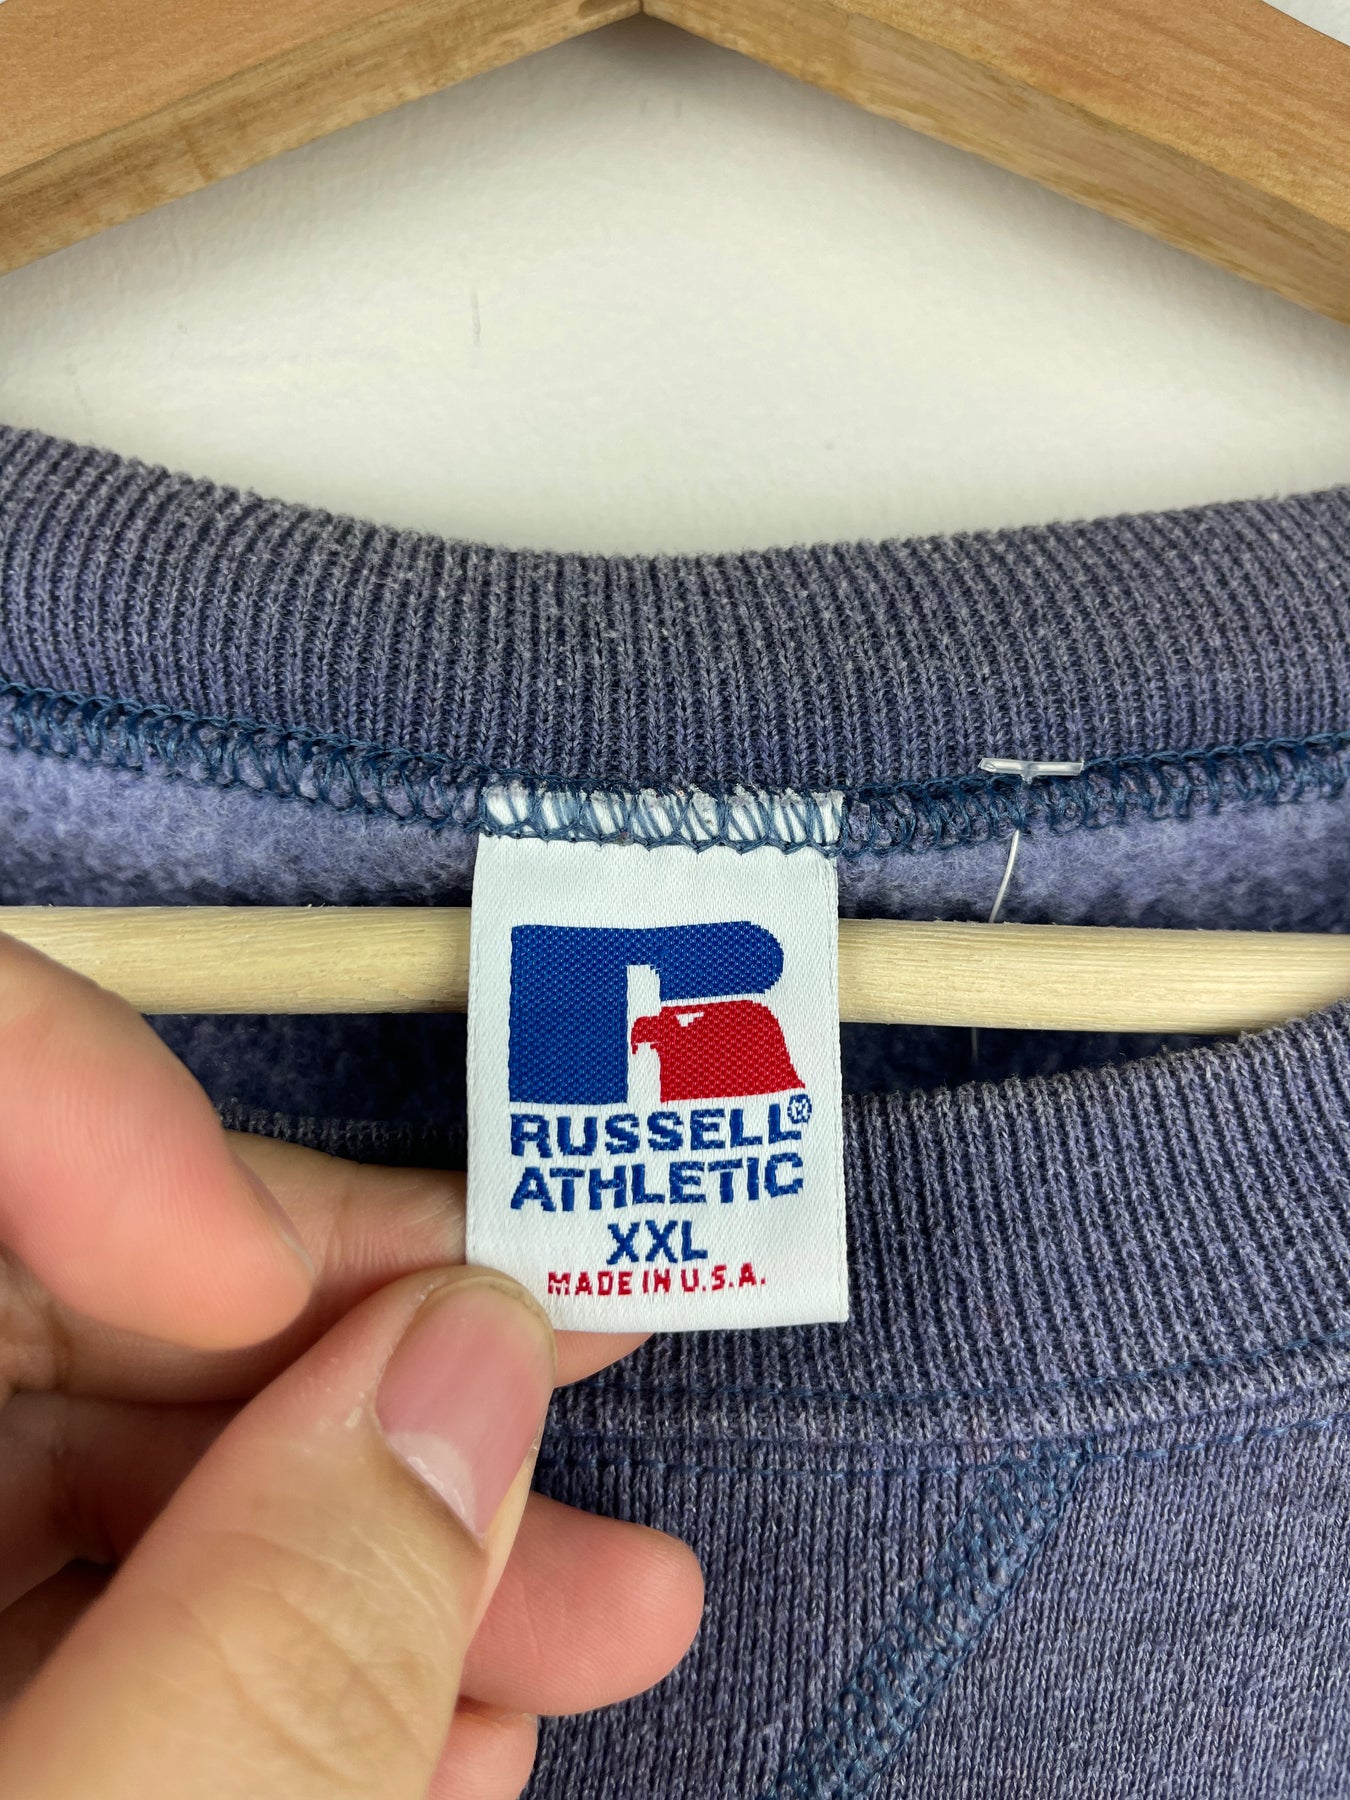 R
RUSSELL®
ATHLETIC
XXL
MADE IN U.S.A.